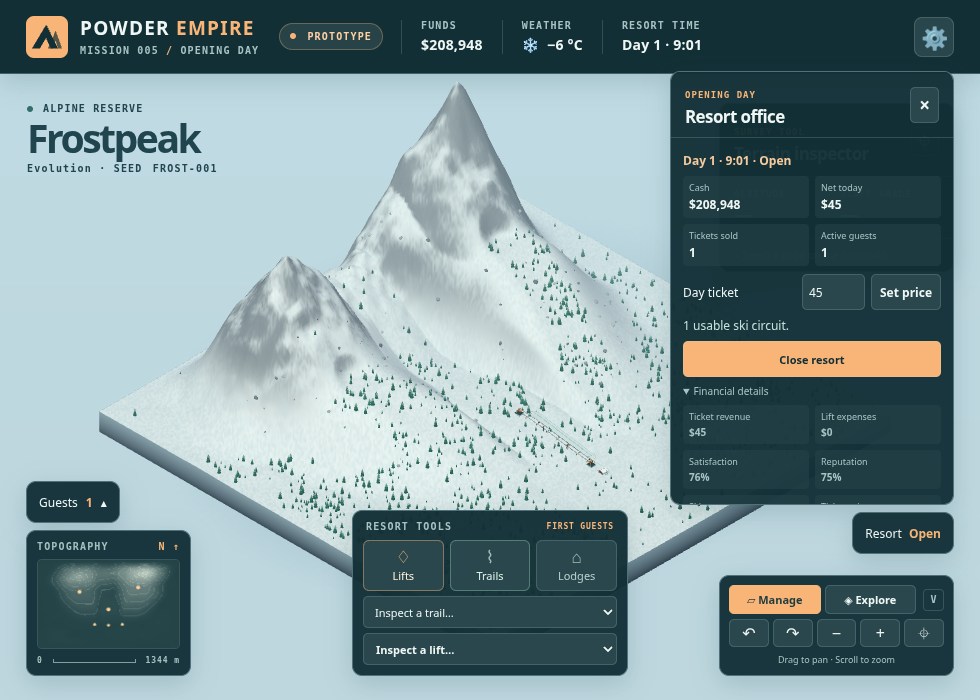 POWDER EMPIRE
MISSION 005 / OPENING DAY
PROTOTYPE
FUNDS
$208,948
WEATHER
−6 °C
RESORT TIME
Day 1 · 9:01
ALPINE RESERVE
Frostpeak
Evolution · SEED FROST-001
OPENING DAY
Resort office
×
Terrain inspector
Day 1 · 9:01 · Open
Cash
$208,948
Net today
$45
Tickets sold
1
Active guests
1
Day ticket
45
Set price
1 usable ski circuit.
Close resort
▼ Financial details
Ticket revenue
$45
Lift expenses
$0
Satisfaction
76%
Reputation
75%
Guests 1 ▲
TOPOGRAPHY N ↑
0 1344 m
RESORT TOOLS FIRST GUESTS
Lifts
Trails
Lodges
Inspect a trail...
Inspect a lift...
Resort Open
Manage
Explore
V
↶ ↷ − +
Drag to pan · Scroll to zoom